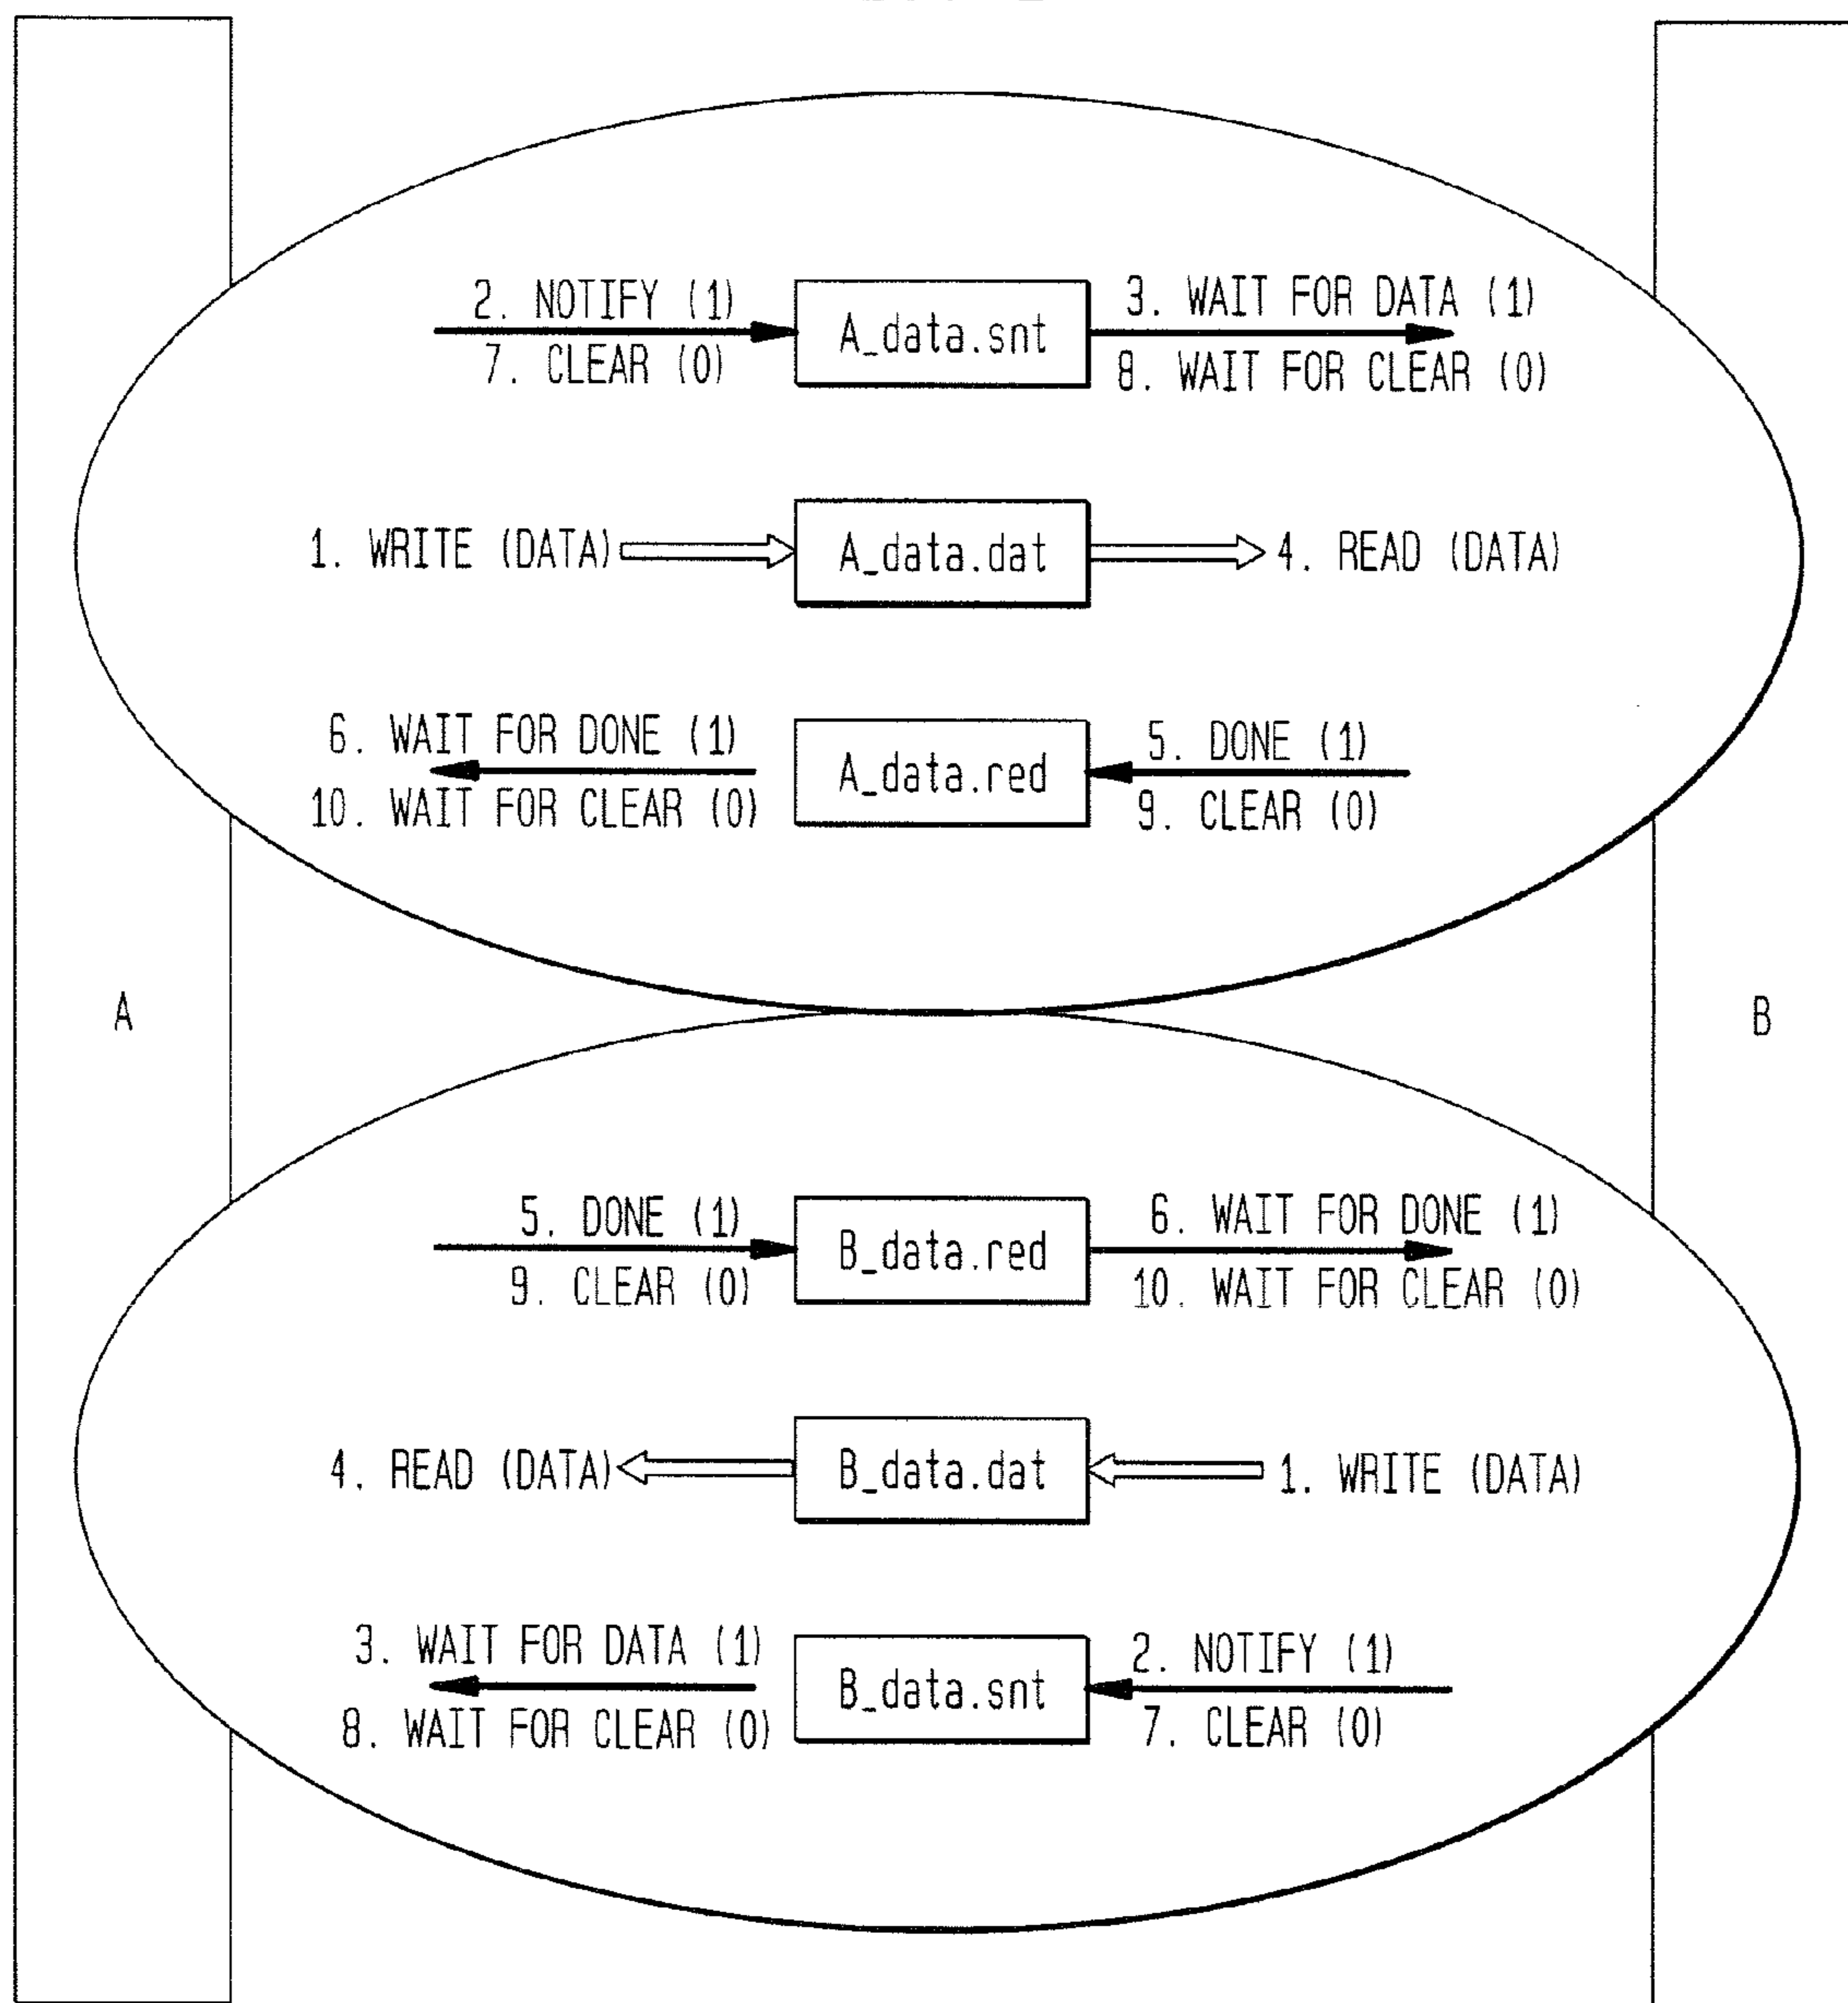 2. NOTIFY (1)
7. CLEAR (0)
A_data.snt
3. WAIT FOR DATA (1)
8. WAIT FOR CLEAR (0)
1. WRITE (DATA)
A_data.dat
4. READ (DATA)
6. WAIT FOR DONE (1)
10. WAIT FOR CLEAR (0)
A_data.red
5. DONE (1)
9. CLEAR (0)
A
B
5. DONE (1)
9. CLEAR (0)
B_data.red
6. WAIT FOR DONE (1)
10. WAIT FOR CLEAR (0)
4. READ (DATA)
B_data.dat
1. WRITE (DATA)
3. WAIT FOR DATA (1)
8. WAIT FOR CLEAR (0)
B_data.snt
2. NOTIFY (1)
7. CLEAR (0)